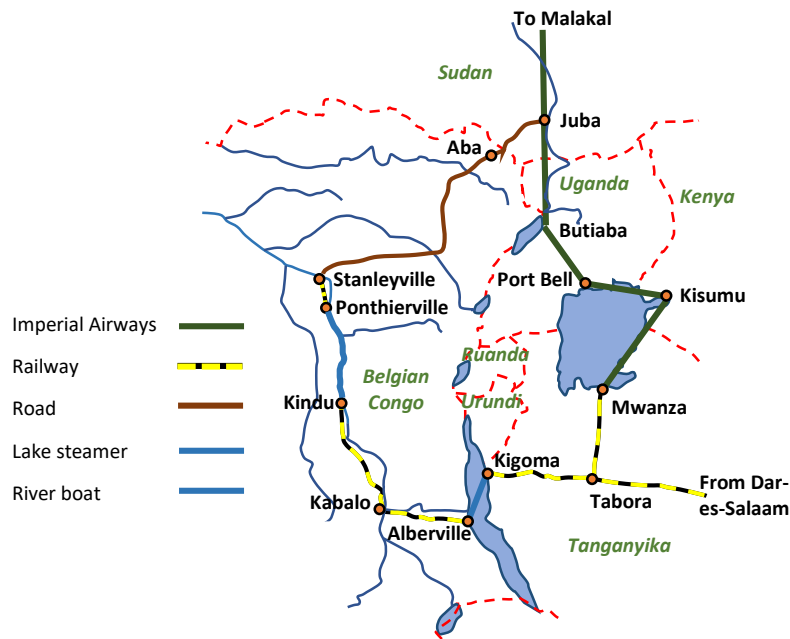 To Malakal
Sudan
Juba
Aba
Uganda
Kenya
Butiaba
Stanleyville
Port Bell
Kisumu
Ponthierville
Imperial Airways
Railway
Road
Lake steamer
River boat
Ruanda
Belgian
Congo
Urundi
Kindu
Mwanza
Kigoma
Kabalo
Tabora
From Dar-
es-Salaam
Alberville
Tanganyika